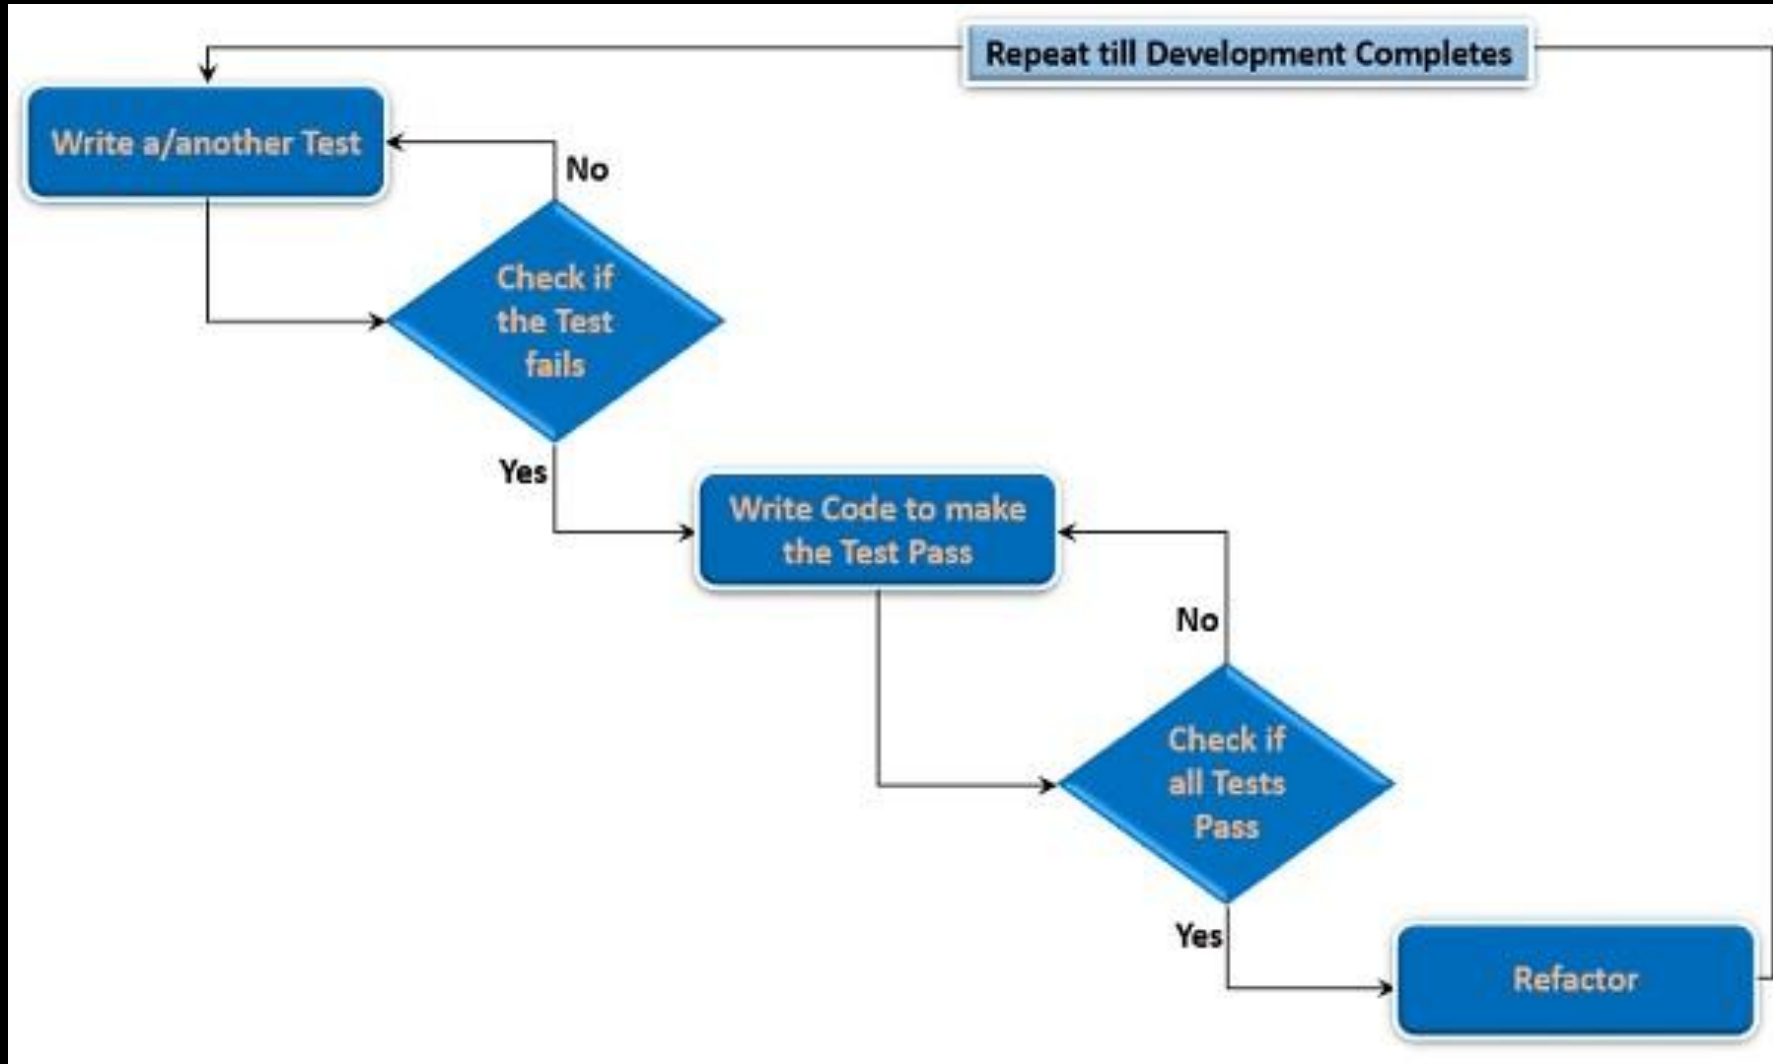 Repeat till Development Completes
Write a/another Test
No
Check if
the Test
fails
Yes
Write Code to make
the Test Pass
No
Check if
all Tests
Pass
Yes
Refactor